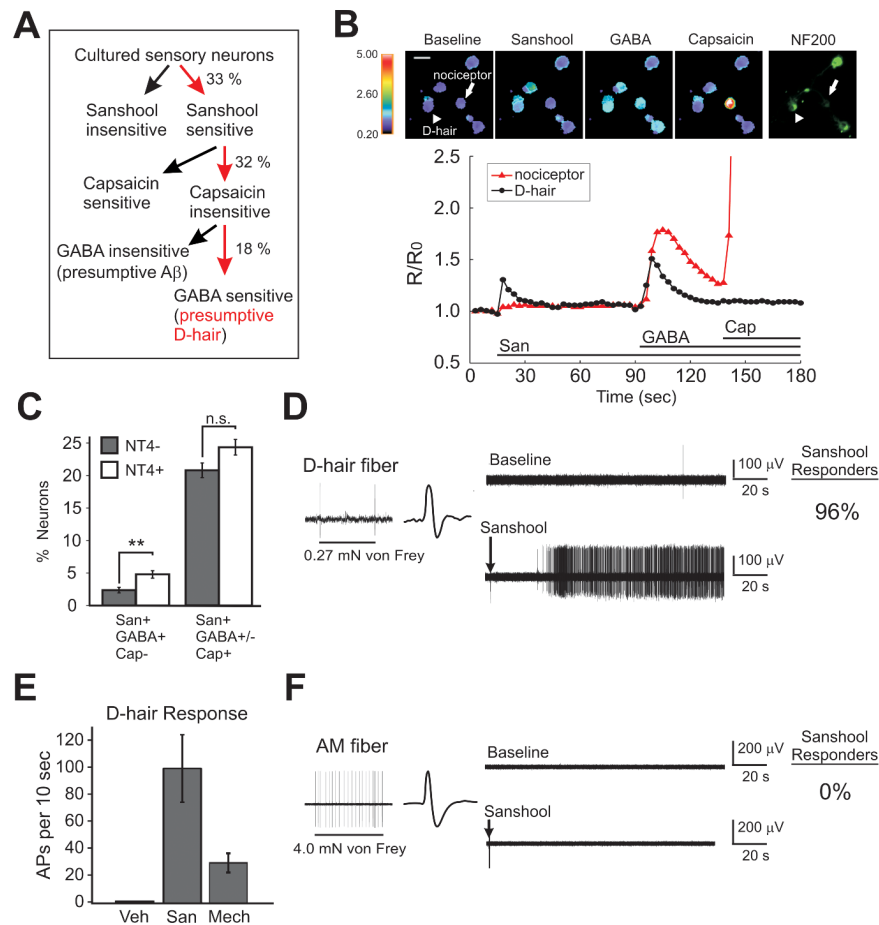 A
Cultured sensory neurons
33 %
Sanshool insensitive
Sanshool sensitive
32 %
Capsaicin sensitive
Capsaicin insensitive
18 %
GABA insensitive
(presumptive Aβ)
GABA sensitive
(presumptive
D-hair)
B
Baseline Sanshool GABA Capsaicin NF200
5.00
2.60
0.20
nociceptor
D-hair
2.5
2.0
1.5
1.0
0.5
R/R0
nociceptor
D-hair
San
GABA
Cap
0 30 60 90 120 150 180
Time (sec)
C
25
20
15
10
5
0
% Neurons
NT4-
NT4+
**
n.s.
San+
GABA+
Cap-
San+
GABA+/-
Cap+
D
D-hair fiber
0.27 mN von Frey
Baseline
100 μV
20 s
Sanshool
100 μV
20 s
Sanshool
Responders
96%
E
D-hair Response
120
100
80
60
40
20
0
APs per 10 sec
Veh San Mech
F
AM fiber
4.0 mN von Frey
Baseline
200 μV
20 s
Sanshool
200 μV
20 s
Sanshool
Responders
0%